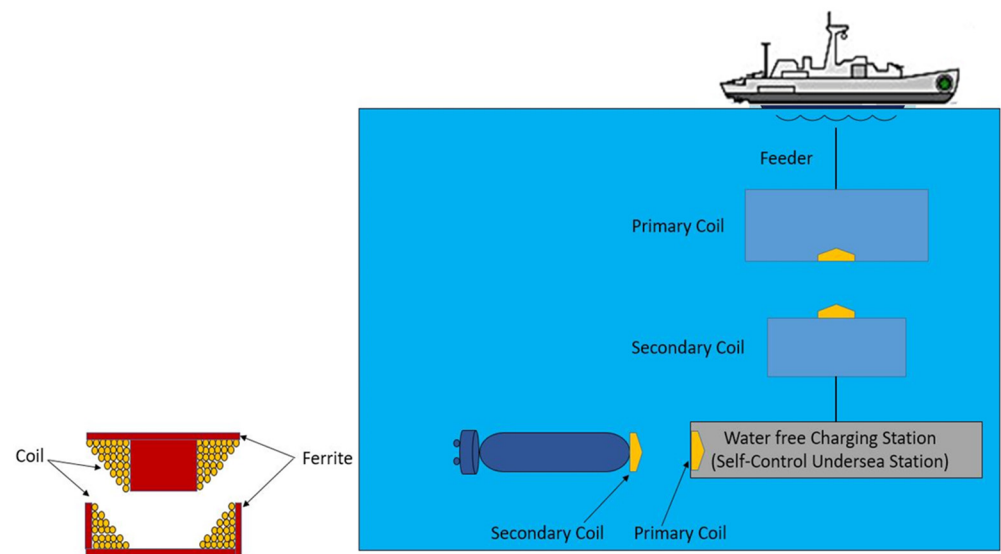 Feeder
Primary Coil
Secondary Coil
Water free Charging Station
(Self-Control Undersea Station)
Coil
Ferrite
Secondary Coil
Primary Coil